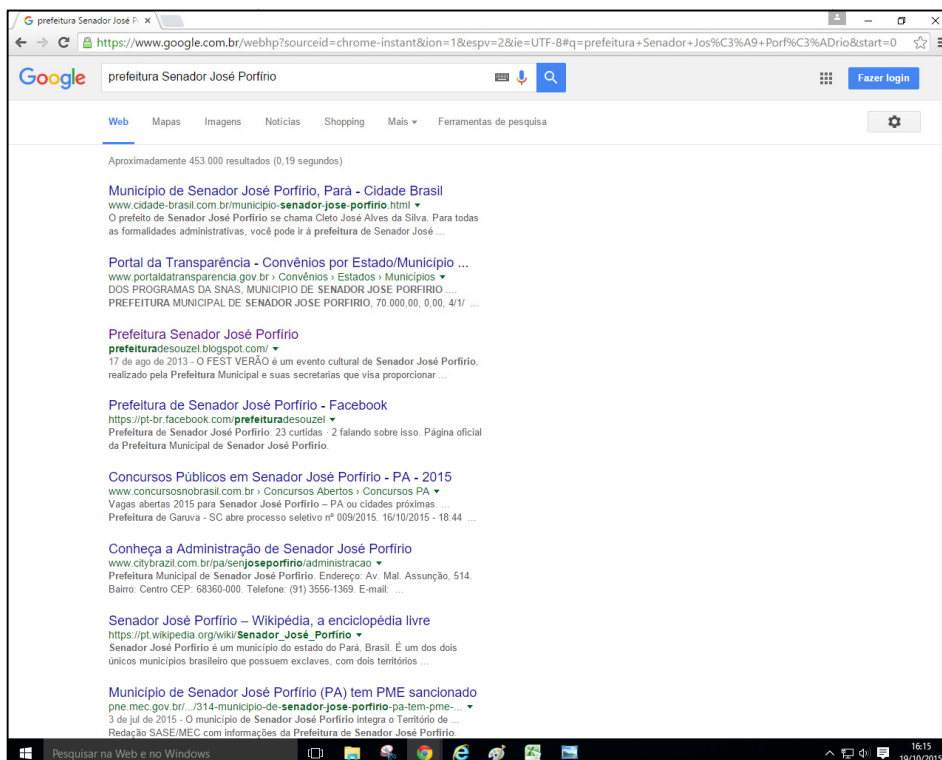 prefeitura Senador José P
https://www.google.com.br/webhp?sourceid=chrome-instant&ion=1&espv=2&ie=UTF-8#q=prefeitura+Senador+Jos%C3%A9+Porf%C3%ADrio&start=0
Google
prefeitura Senador José Porfírio
Fazer login
Web Mapas Imagens Notícias Shopping Mais Ferramentas de pesquisa
Aproximadamente 453.000 resultados (0,19 segundos)
Município de Senador José Porfírio, Pará - Cidade Brasil
www.cidade-brasil.com.br/municipio-senador-jose-porfirio.html
O prefeito de Senador José Porfírio se chama Cleto José Alves da Silva. Para todas
as formalidades administrativas, você pode ir à prefeitura de Senador José ...
Portal da Transparência - Convênios por Estado/Município ...
www.portaldatransparencia.gov.br › Convênios › Estados › Municípios
DOS PROGRAMAS DA SNAS, MUNICIPIO DE SENADOR JOSE PORFIRIO ....
PREFEITURA MUNICIPAL DE SENADOR JOSE PORFIRIO, 70.000,00, 0,00, 4/1/ ...
Prefeitura Senador José Porfírio
prefeituradesouzel.blogspot.com/
17 de ago de 2013 - O FEST VERÃO é um evento cultural de Senador José Porfírio,
realizado pela Prefeitura Municipal e suas secretarias que visa proporcionar ...
Prefeitura de Senador José Porfírio - Facebook
https://pt-br.facebook.com/prefeituradesouzel
Prefeitura de Senador José Porfírio. 23 curtidas · 2 falando sobre isso. Página oficial
da Prefeitura Municipal de Senador José Porfírio.
Concursos Públicos em Senador José Porfírio - PA - 2015
www.concursosnobrasil.com.br › Concursos Abertos › Concursos PA
Vagas abertas 2015 para Senador José Porfírio – PA ou cidades próximas. ...
Prefeitura de Garuva - SC abre processo seletivo nº 009/2015. 16/10/2015 - 18:44 ...
Conheça a Administração de Senador José Porfírio
www.citybrazil.com.br/pa/senjoseporfirio/administracao
Prefeitura Municipal de Senador José Porfírio. Endereço: Av. Mal. Assunção, 514.
Bairro: Centro CEP: 68360-000. Telefone: (91) 3556-1369. E-mail: ...
Senador José Porfírio – Wikipédia, a enciclopédia livre
https://pt.wikipedia.org/wiki/Senador_José_Porfírio
Senador José Porfírio é um município do estado do Pará, Brasil. É um dos dois
únicos municípios brasileiro que possuem exclaves, com dois territórios ...
Município de Senador José Porfírio (PA) tem PME sancionado
pne.mec.gov.br/.../314-municipio-de-senador-jose-porfirio-pa-tem-pme-...
3 de jul de 2015 - O município de Senador José Porfírio integra o Território de ...
Redação SASE/MEC com informações da Prefeitura de Senador José Porfírio.
Pesquisar na Web e no Windows
16:15
19/10/2015